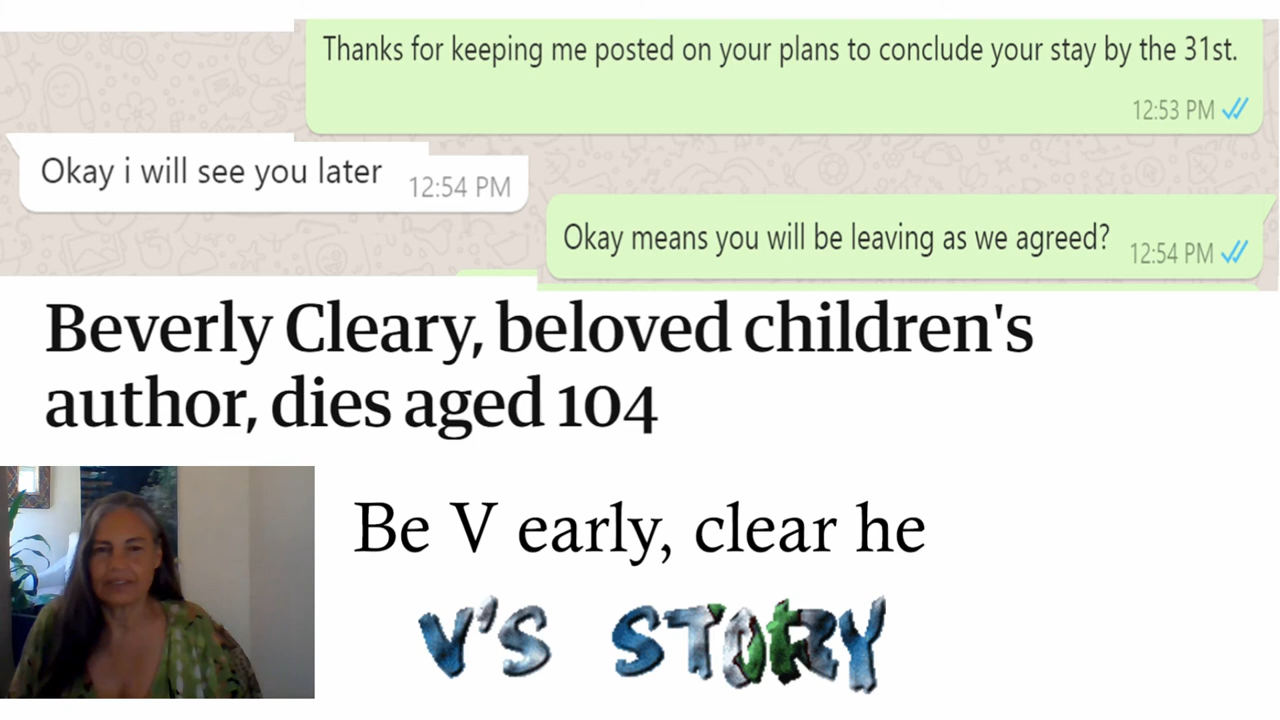 Thanks for keeping me posted on your plans to conclude your stay by the 31st.
12:53 PM
Okay i will see you later
12:54 PM
Okay means you will be leaving as we agreed?
12:54 PM
Beverly Cleary, beloved children's
author, dies aged 104
Be V early, clear he
V'S STORY